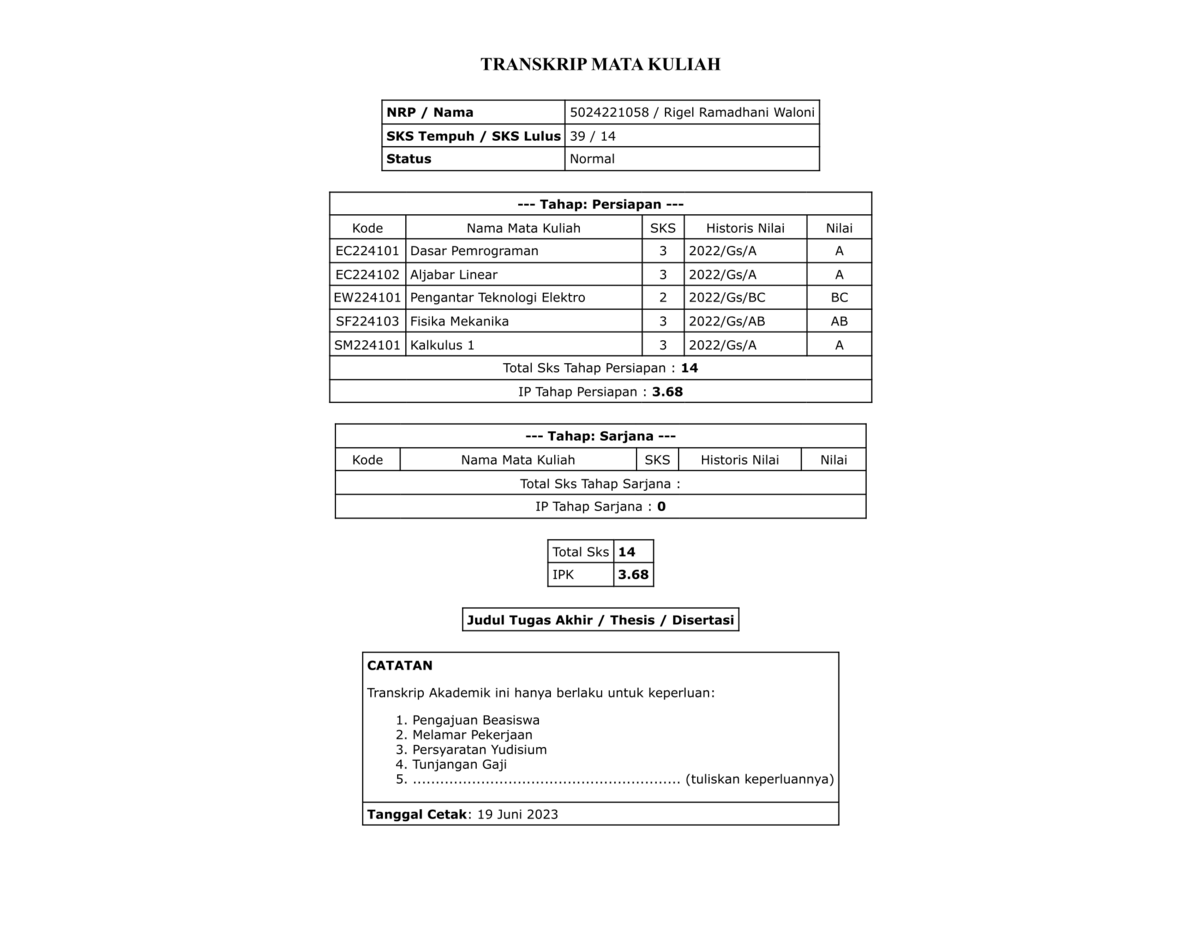 TRANSKRIP MATA KULIAH
NRP / Nama 5024221058 / Rigel Ramadhani Waloni
SKS Tempuh / SKS Lulus 39 / 14
Status Normal
--- Tahap: Persiapan ---
Kode Nama Mata Kuliah SKS Historis Nilai Nilai
EC224101 Dasar Pemrograman 3 2022/Gs/A A
EC224102 Aljabar Linear 3 2022/Gs/A A
EW224101 Pengantar Teknologi Elektro 2 2022/Gs/BC BC
SF224103 Fisika Mekanika 3 2022/Gs/AB AB
SM224101 Kalkulus 1 3 2022/Gs/A A
Total Sks Tahap Persiapan : 14
IP Tahap Persiapan : 3.68
--- Tahap: Sarjana ---
Kode Nama Mata Kuliah SKS Historis Nilai Nilai
Total Sks Tahap Sarjana :
IP Tahap Sarjana : 0
Total Sks 14
IPK 3.68
Judul Tugas Akhir / Thesis / Disertasi
CATATAN
Transkrip Akademik ini hanya berlaku untuk keperluan:
1. Pengajuan Beasiswa
2. Melamar Pekerjaan
3. Persyaratan Yudisium
4. Tunjangan Gaji
5. .......................................................... (tuliskan keperluannya)
Tanggal Cetak: 19 Juni 2023